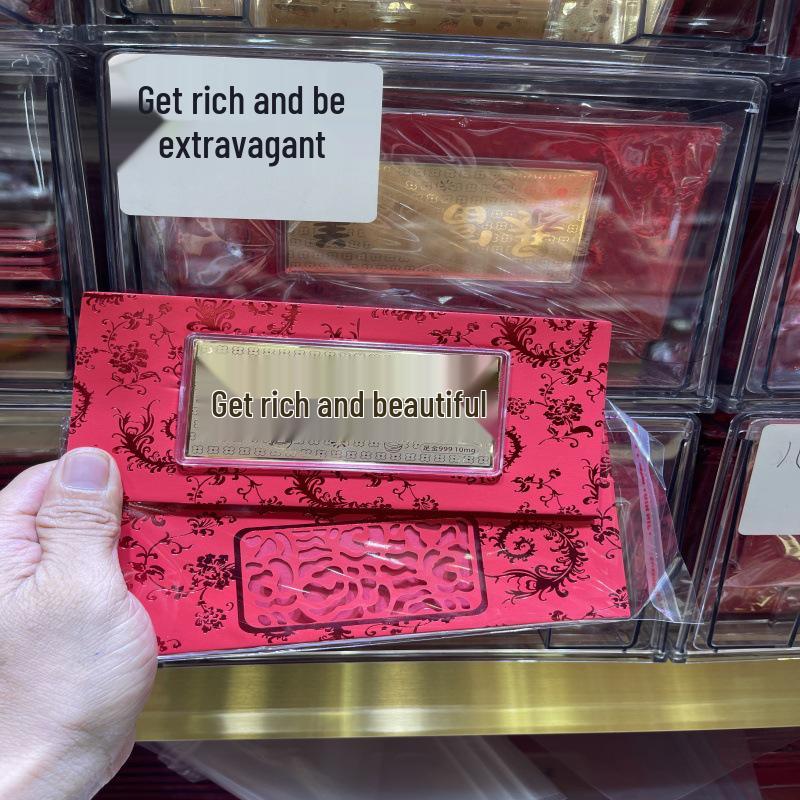 Get rich and be
extravagant
Get rich and beautiful
足金999 10mg